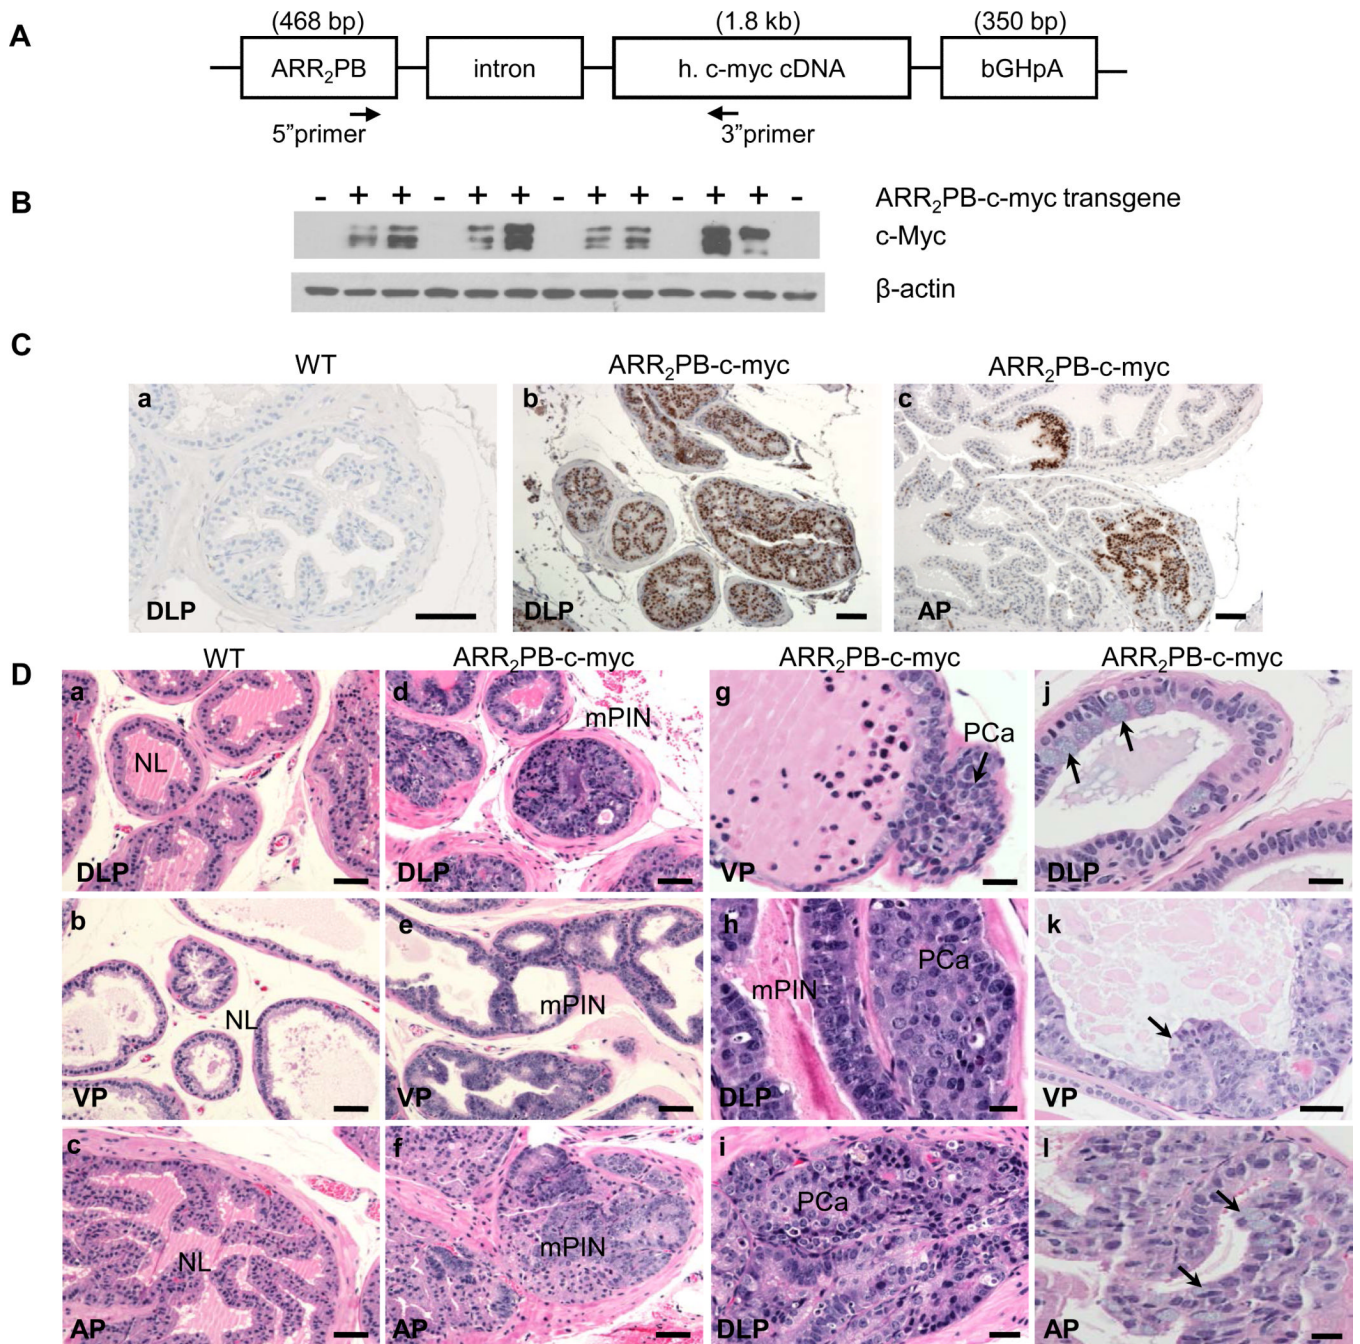 A
(468 bp) (1.8 kb) (350 bp)
ARR₂PB intron h. c-myc cDNA bGHpA
5”primer 3”primer
B
- + + - + + - + + - + + - ARR₂PB-c-myc transgene
c-Myc
β-actin
C
WT ARR₂PB-c-myc ARR₂PB-c-myc
a b c
DLP DLP AP
D
WT ARR₂PB-c-myc ARR₂PB-c-myc ARR₂PB-c-myc
a d g j
mPIN PCa
NL
DLP DLP VP DLP
b e h k
NL mPIN mPIN PCa
VP VP DLP VP
c f i l
NL mPIN PCa
AP AP DLP AP